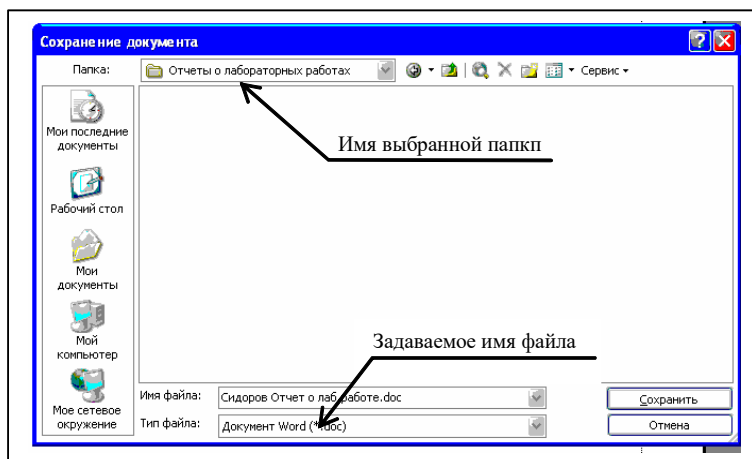 Сохранение документа
Папка:
Отчеты о лабораторных работах
Сервис
Мои последние
документы
Имя выбранной папкп
Рабочий стол
Мои
документы
Мой
компьютер
Задаваемое имя файла
Мое сетевое
окружение
Имя файла:
Сидоров Отчет о лаб работе.doc
Сохранить
Тип файла:
Документ Word (*.doc)
Отмена